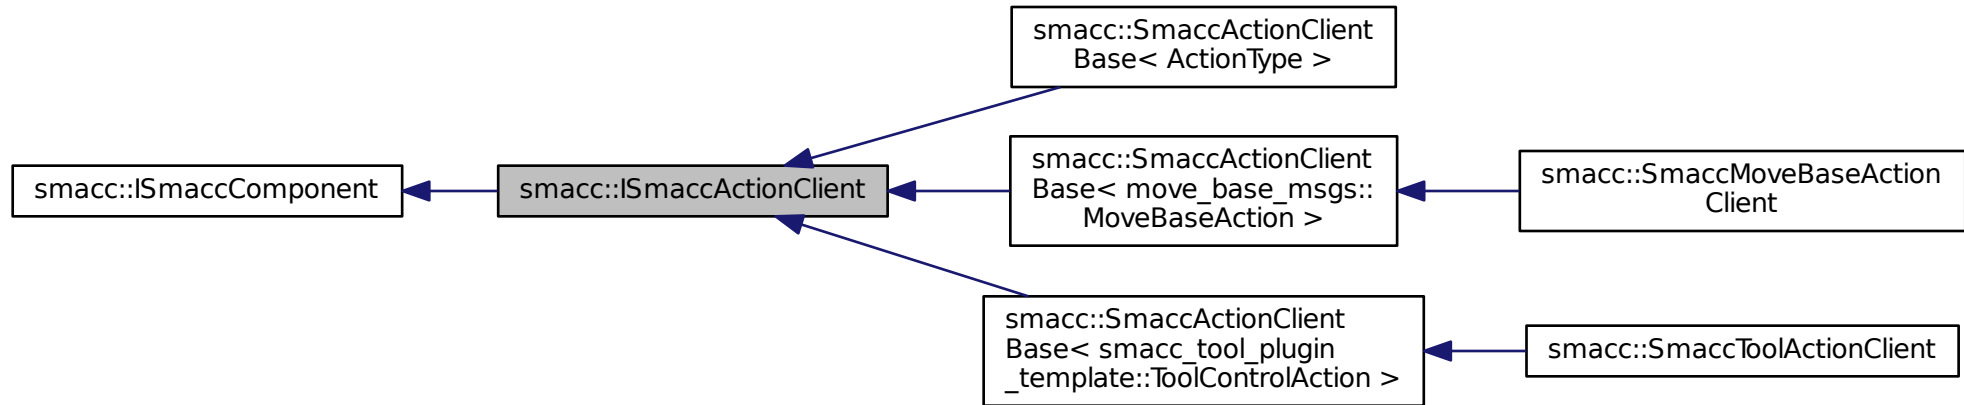 smacc::SmaccActionClient
Base< ActionType >
smacc::ISmaccComponent
smacc::ISmaccActionClient
smacc::SmaccActionClient
Base< move_base_msgs::
MoveBaseAction >
smacc::SmaccMoveBaseAction
Client
smacc::SmaccActionClient
Base< smacc_tool_plugin
_template::ToolControlAction >
smacc::SmaccToolActionClient